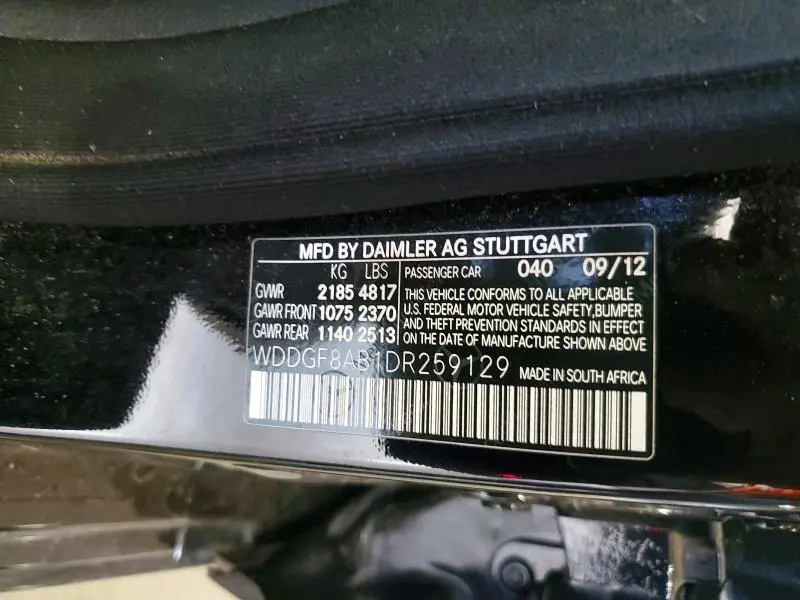 MFD BY DAIMLER AG STUTTGART
KG LBS
GVWR 2185 4817
GAWR FRONT 1075 2370
GAWR REAR 1140 2513
PASSENGER CAR 040 09/12
THIS VEHICLE CONFORMS TO ALL APPLICABLE
U.S. FEDERAL MOTOR VEHICLE SAFETY, BUMPER
AND THEFT PREVENTION STANDARDS IN EFFECT
ON THE DATE OF MANUFACTURE SHOWN ABOVE.
WDDGF8AB1DR259129 MADE IN SOUTH AFRICA